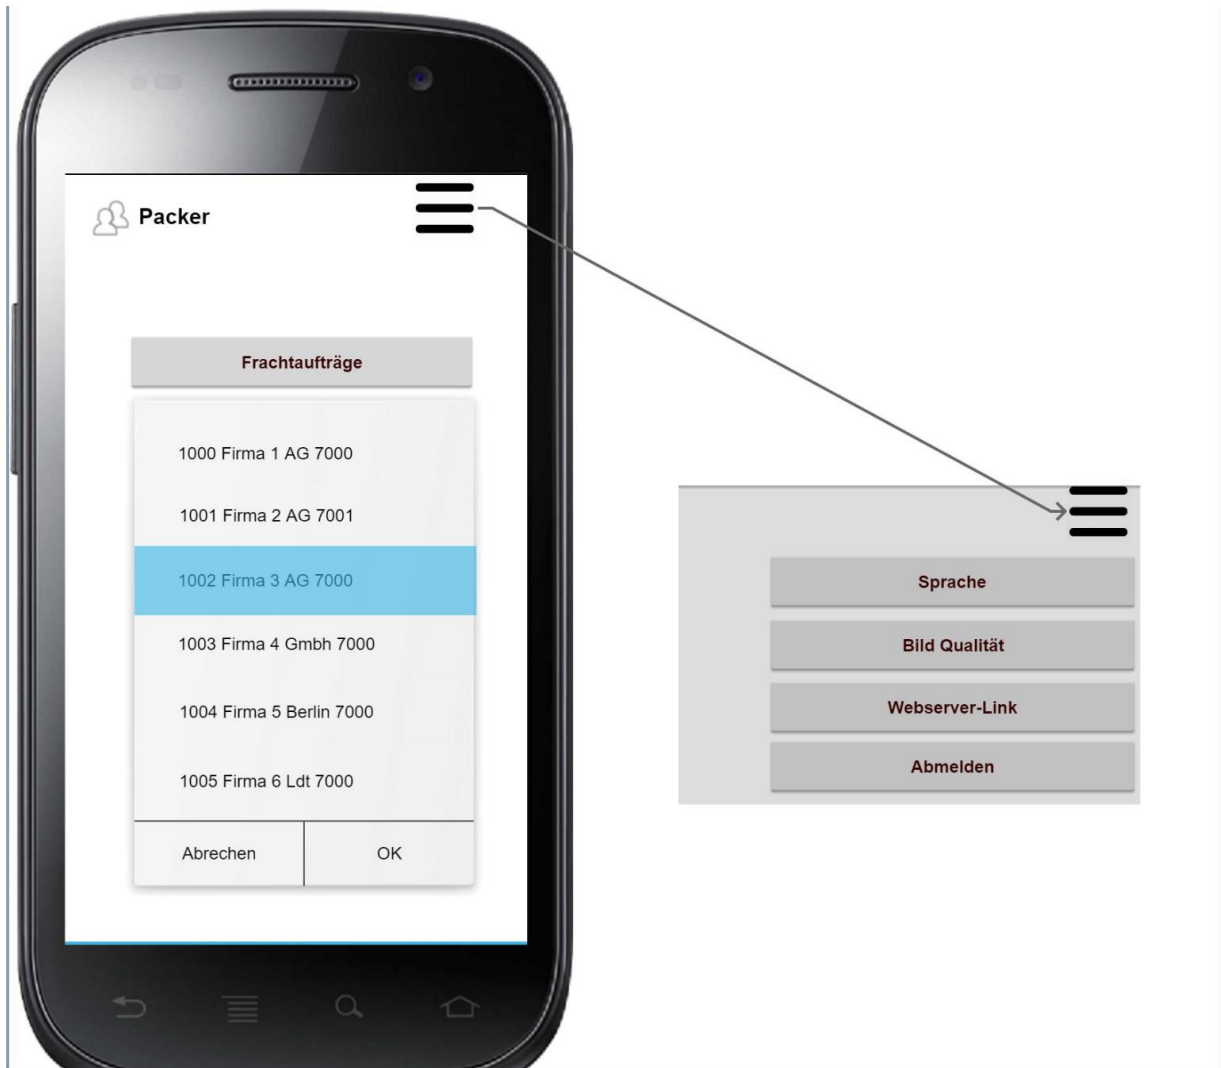 Packer
Frachtaufträge
1000 Firma 1 AG 7000
1001 Firma 2 AG 7001
1002 Firma 3 AG 7000
1003 Firma 4 Gmbh 7000
1004 Firma 5 Berlin 7000
1005 Firma 6 Ldt 7000
Abrechen OK
Sprache
Bild Qualität
Webserver-Link
Abmelden